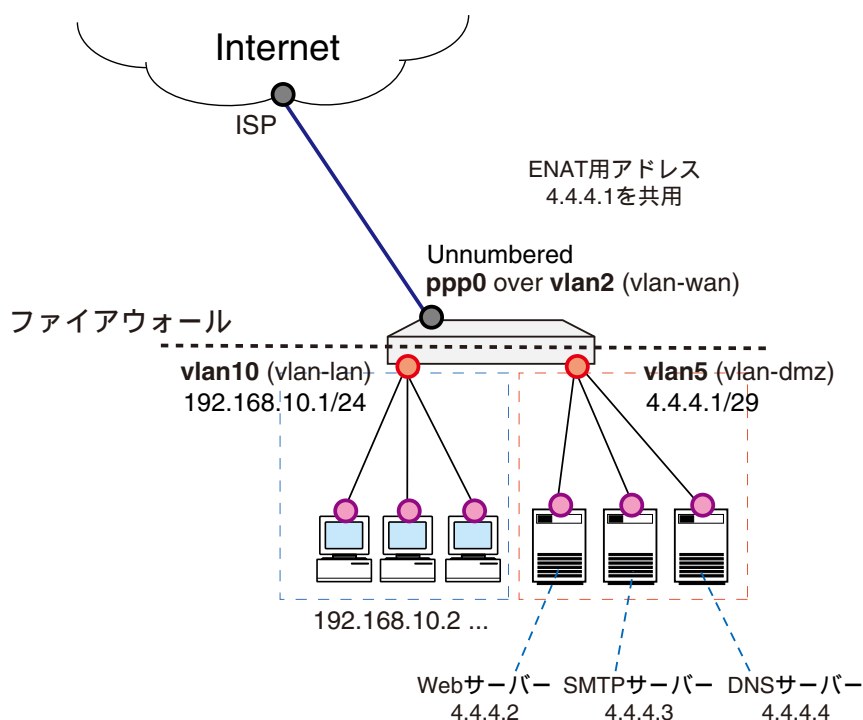 Internet
ISP
ENAT用アドレス
4.4.4.1を共用
Unnumbered
ppp0 over vlan2 (vlan-wan)
ファイアウォール
vlan10 (vlan-lan)
192.168.10.1/24
vlan5 (vlan-dmz)
4.4.4.1/29
192.168.10.2 ...
Webサーバー
4.4.4.2
SMTPサーバー
4.4.4.3
DNSサーバー
4.4.4.4